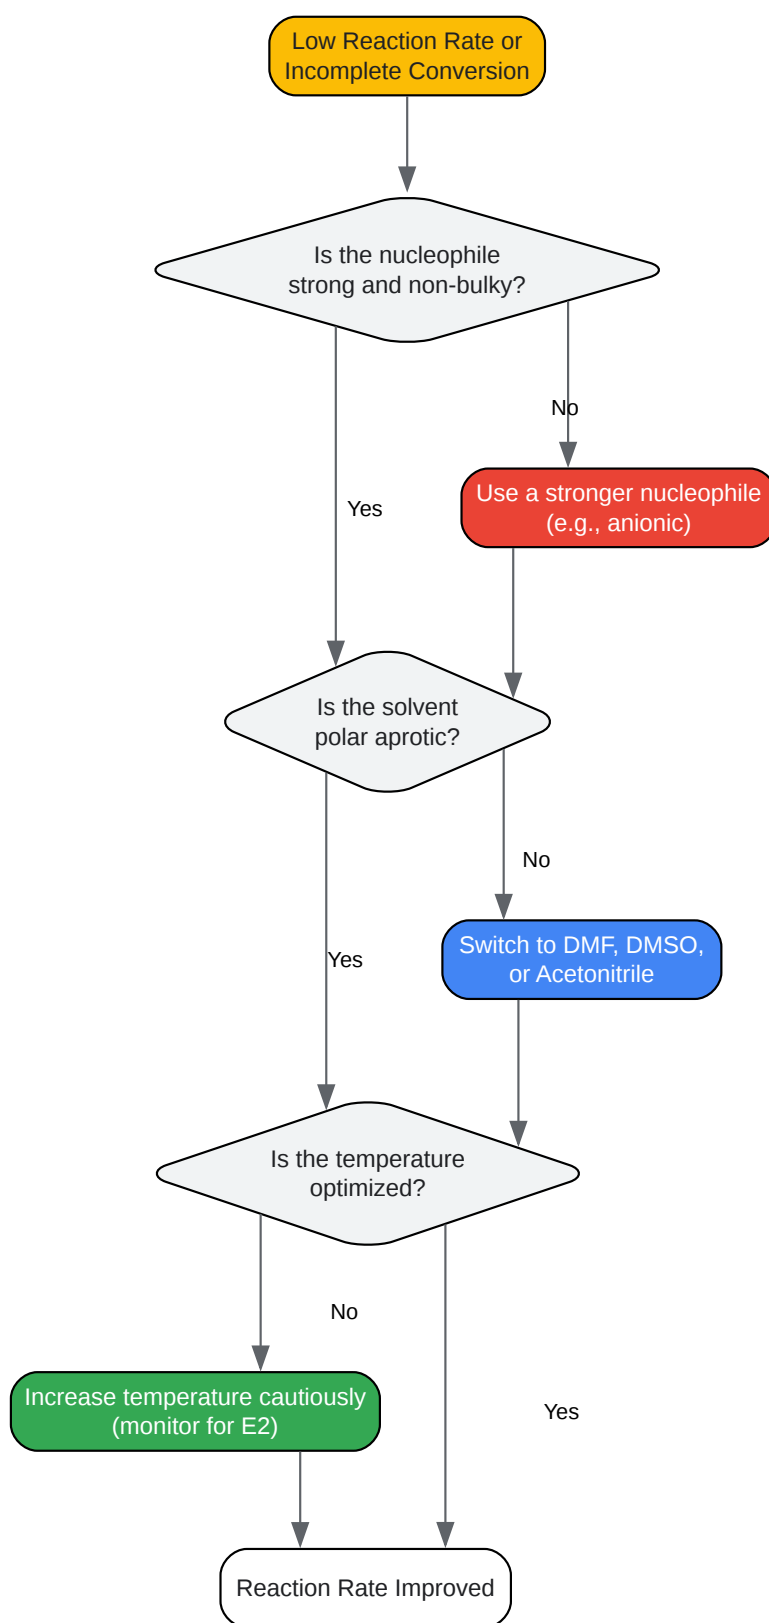 Low Reaction Rate or
Incomplete Conversion
Is the nucleophile
strong and non-bulky?
No
Yes
Use a stronger nucleophile
(e.g., anionic)
Is the solvent
polar aprotic?
No
Yes
Switch to DMF, DMSO,
or Acetonitrile
Is the temperature
optimized?
No
Increase temperature cautiously
(monitor for E2)
Yes
Reaction Rate Improved